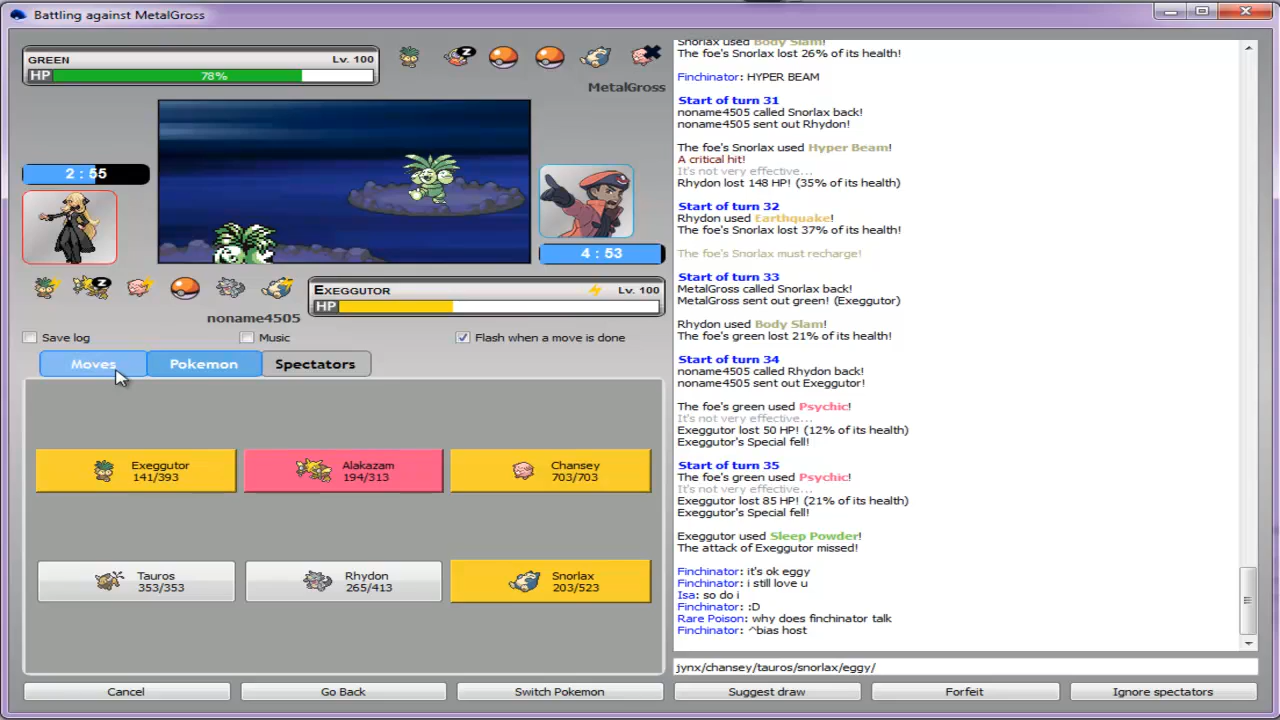 Battling against MetalGross
GREEN Lv. 100
HP 78%
MetalGross
2 : 55
4 : 53
EXEGGUTOR Lv. 100
HP
noname4505
Save log
Music
Flash when a move is done
Moves Pokemon Spectators
Exeggutor
141/393
Alakazam
194/313
Chansey
703/703
Tauros
353/353
Rhydon
265/413
Snorlax
203/523
Cancel Go Back Switch Pokemon
Snorlax used Body Slam!
The foe's Snorlax lost 26% of its health!
Finchinator: HYPER BEAM
Start of turn 31
noname4505 called Snorlax back!
noname4505 sent out Rhydon!
The foe's Snorlax used Hyper Beam!
A critical hit!
It's not very effective...
Rhydon lost 148 HP! (35% of its health)
Start of turn 32
Rhydon used Earthquake!
The foe's Snorlax lost 37% of its health!
The foe's Snorlax must recharge!
Start of turn 33
MetalGross called Snorlax back!
MetalGross sent out green! (Exeggutor)
Rhydon used Body Slam!
The foe's green lost 21% of its health!
Start of turn 34
noname4505 called Rhydon back!
noname4505 sent out Exeggutor!
The foe's green used Psychic!
It's not very effective...
Exeggutor lost 50 HP! (12% of its health)
Exeggutor's Special fell!
Start of turn 35
The foe's green used Psychic!
It's not very effective...
Exeggutor lost 85 HP! (21% of its health)
Exeggutor's Special fell!
Exeggutor used Sleep Powder!
The attack of Exeggutor missed!
Finchinator: it's ok eggy
Finchinator: i still love u
Isa: so do i
Finchinator: :D
Rare Poison: why does finchinator talk
Finchinator: ^bias host
jynx/chansey/tauros/snorlax/eggy/
Suggest draw Forfeit Ignore spectators